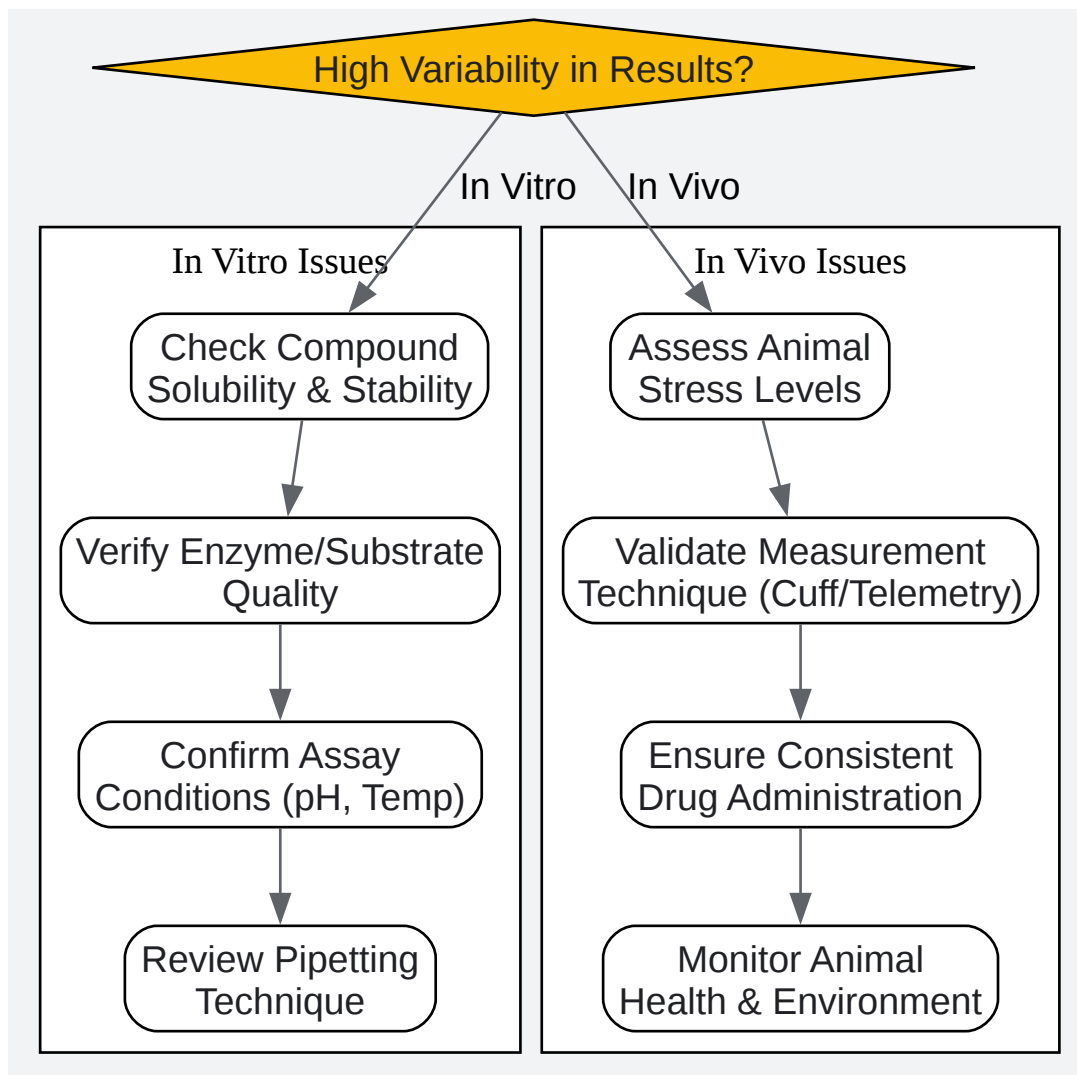 High Variability in Results?
In Vitro
In Vivo
In Vitro Issues
Check Compound
Solubility & Stability
Verify Enzyme/Substrate
Quality
Confirm Assay
Conditions (pH, Temp)
Review Pipetting
Technique
In Vivo Issues
Assess Animal
Stress Levels
Validate Measurement
Technique (Cuff/Telemetry)
Ensure Consistent
Drug Administration
Monitor Animal
Health & Environment